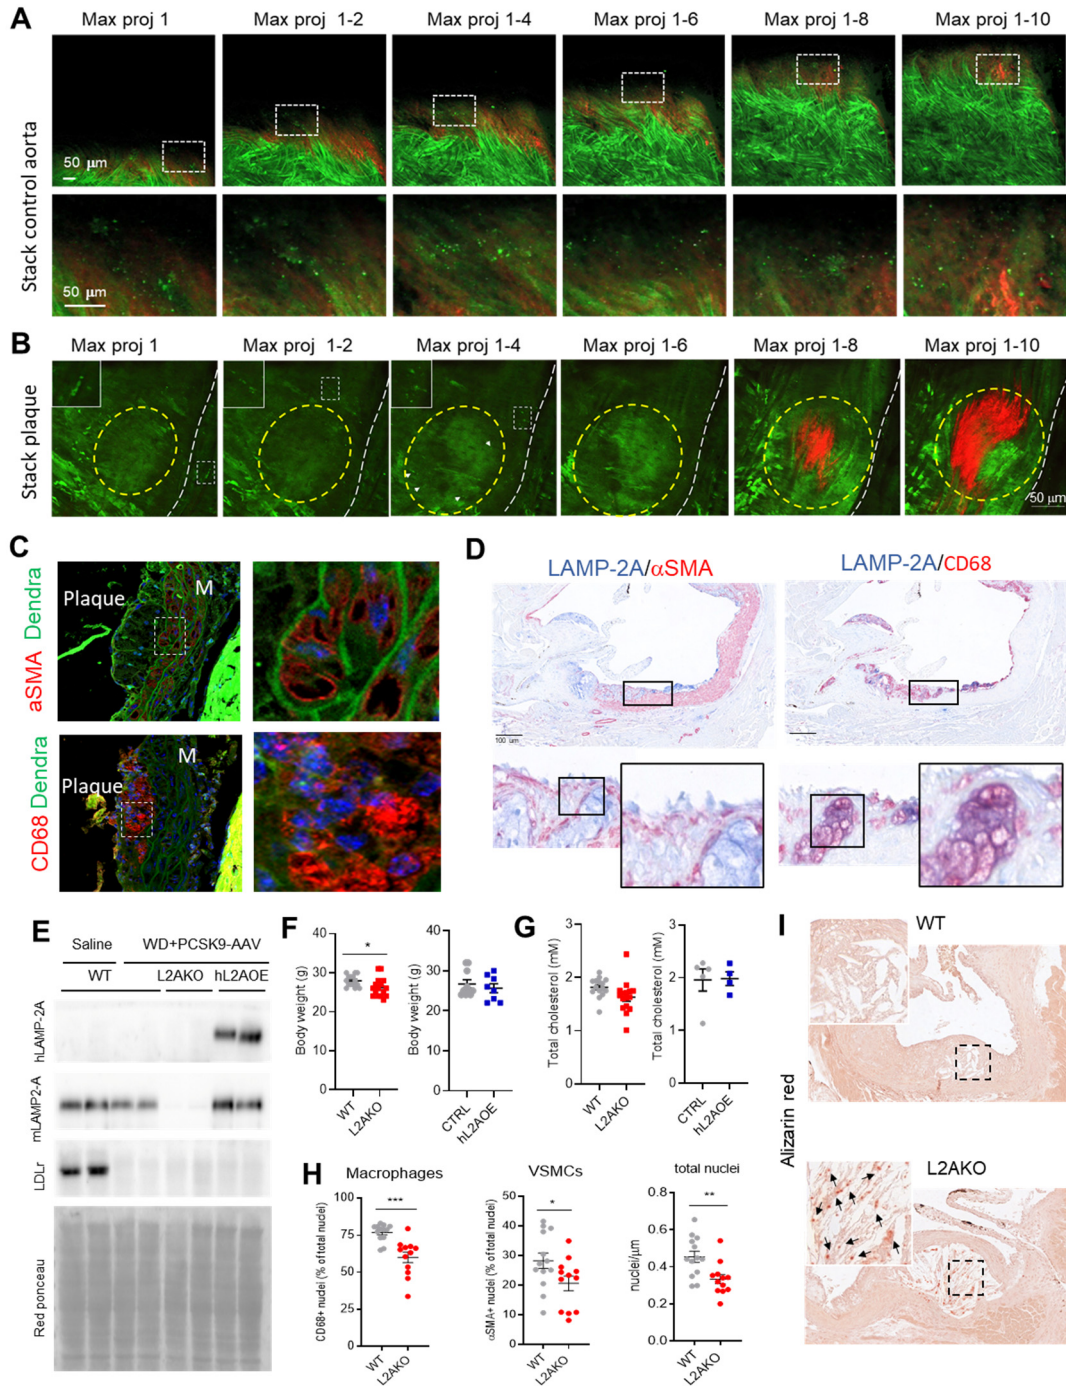 A
Max proj 1
Max proj 1-2
Max proj 1-4
Max proj 1-6
Max proj 1-8
Max proj 1-10
Stack control aorta
50 μm
50 μm
B
Max proj 1
Max proj 1-2
Max proj 1-4
Max proj 1-6
Max proj 1-8
Max proj 1-10
Stack plaque
50 μm
C
aSMA Dendra
Plaque
M
CD68 Dendra
Plaque
M
D
LAMP-2A/αSMA
LAMP-2A/CD68
100 um
E
Saline
WD+PCSK9-AAV
WT
L2AKO
hL2AOE
hLAMP-2A
mLAMP2-A
LDLr
Red ponceau
F
Body weight (g)
40
30
20
10
0
*
WT
L2AKO
Body weight (g)
40
30
20
10
0
CTRL
hL2AOE
G
Total cholesterol (mM)
3
2
1
0
WT
L2AKO
Total cholesterol (mM)
3
2
1
0
CTRL
hL2AOE
H
Macrophages
CD68+ nuclei (% of total nuclei)
100
75
50
25
0
***
WT
L2AKO
VSMCs
αSMA+ nuclei (% of total nuclei)
50
40
30
20
10
0
*
WT
L2AKO
total nuclei
nuclei/μm
0.8
0.6
0.4
0.2
0.0
**
WT
L2AKO
I
WT
Alizarin red
L2AKO